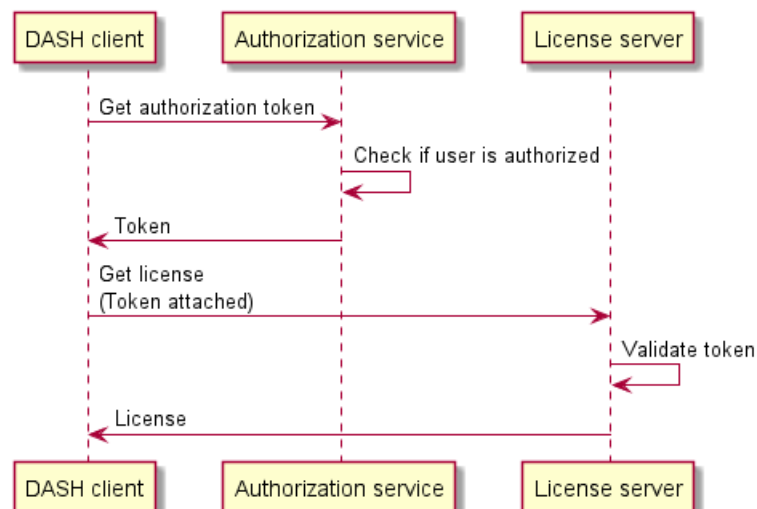 DASH client
Authorization service
License server
Get authorization token
Check if user is authorized
Token
Get license
(Token attached)
Validate token
License
DASH client
Authorization service
License server